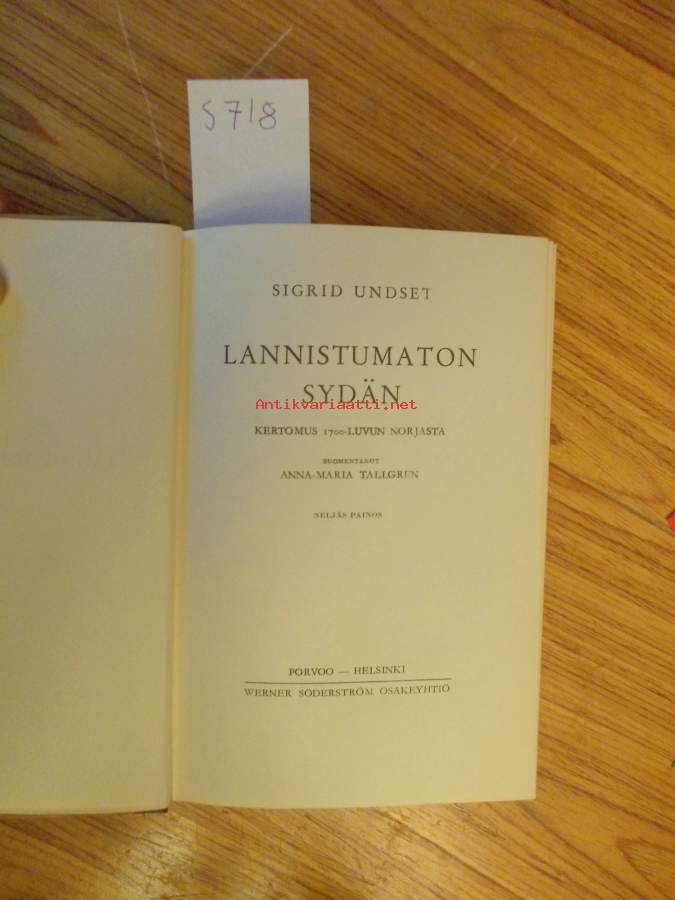 S 718
SIGRID UNDSET
LANNISTUMATON
SYDÄN
Antikvariaatti.net
KERTOMUS 1700-LUVUN NORJASTA
SUOMENTANUT
ANNA-MARIA TALLGREN
NELJÄS PAINOS
PORVOO — HELSINKI
WERNER SÖDERSTRÖM OSAKEYHTIÖ